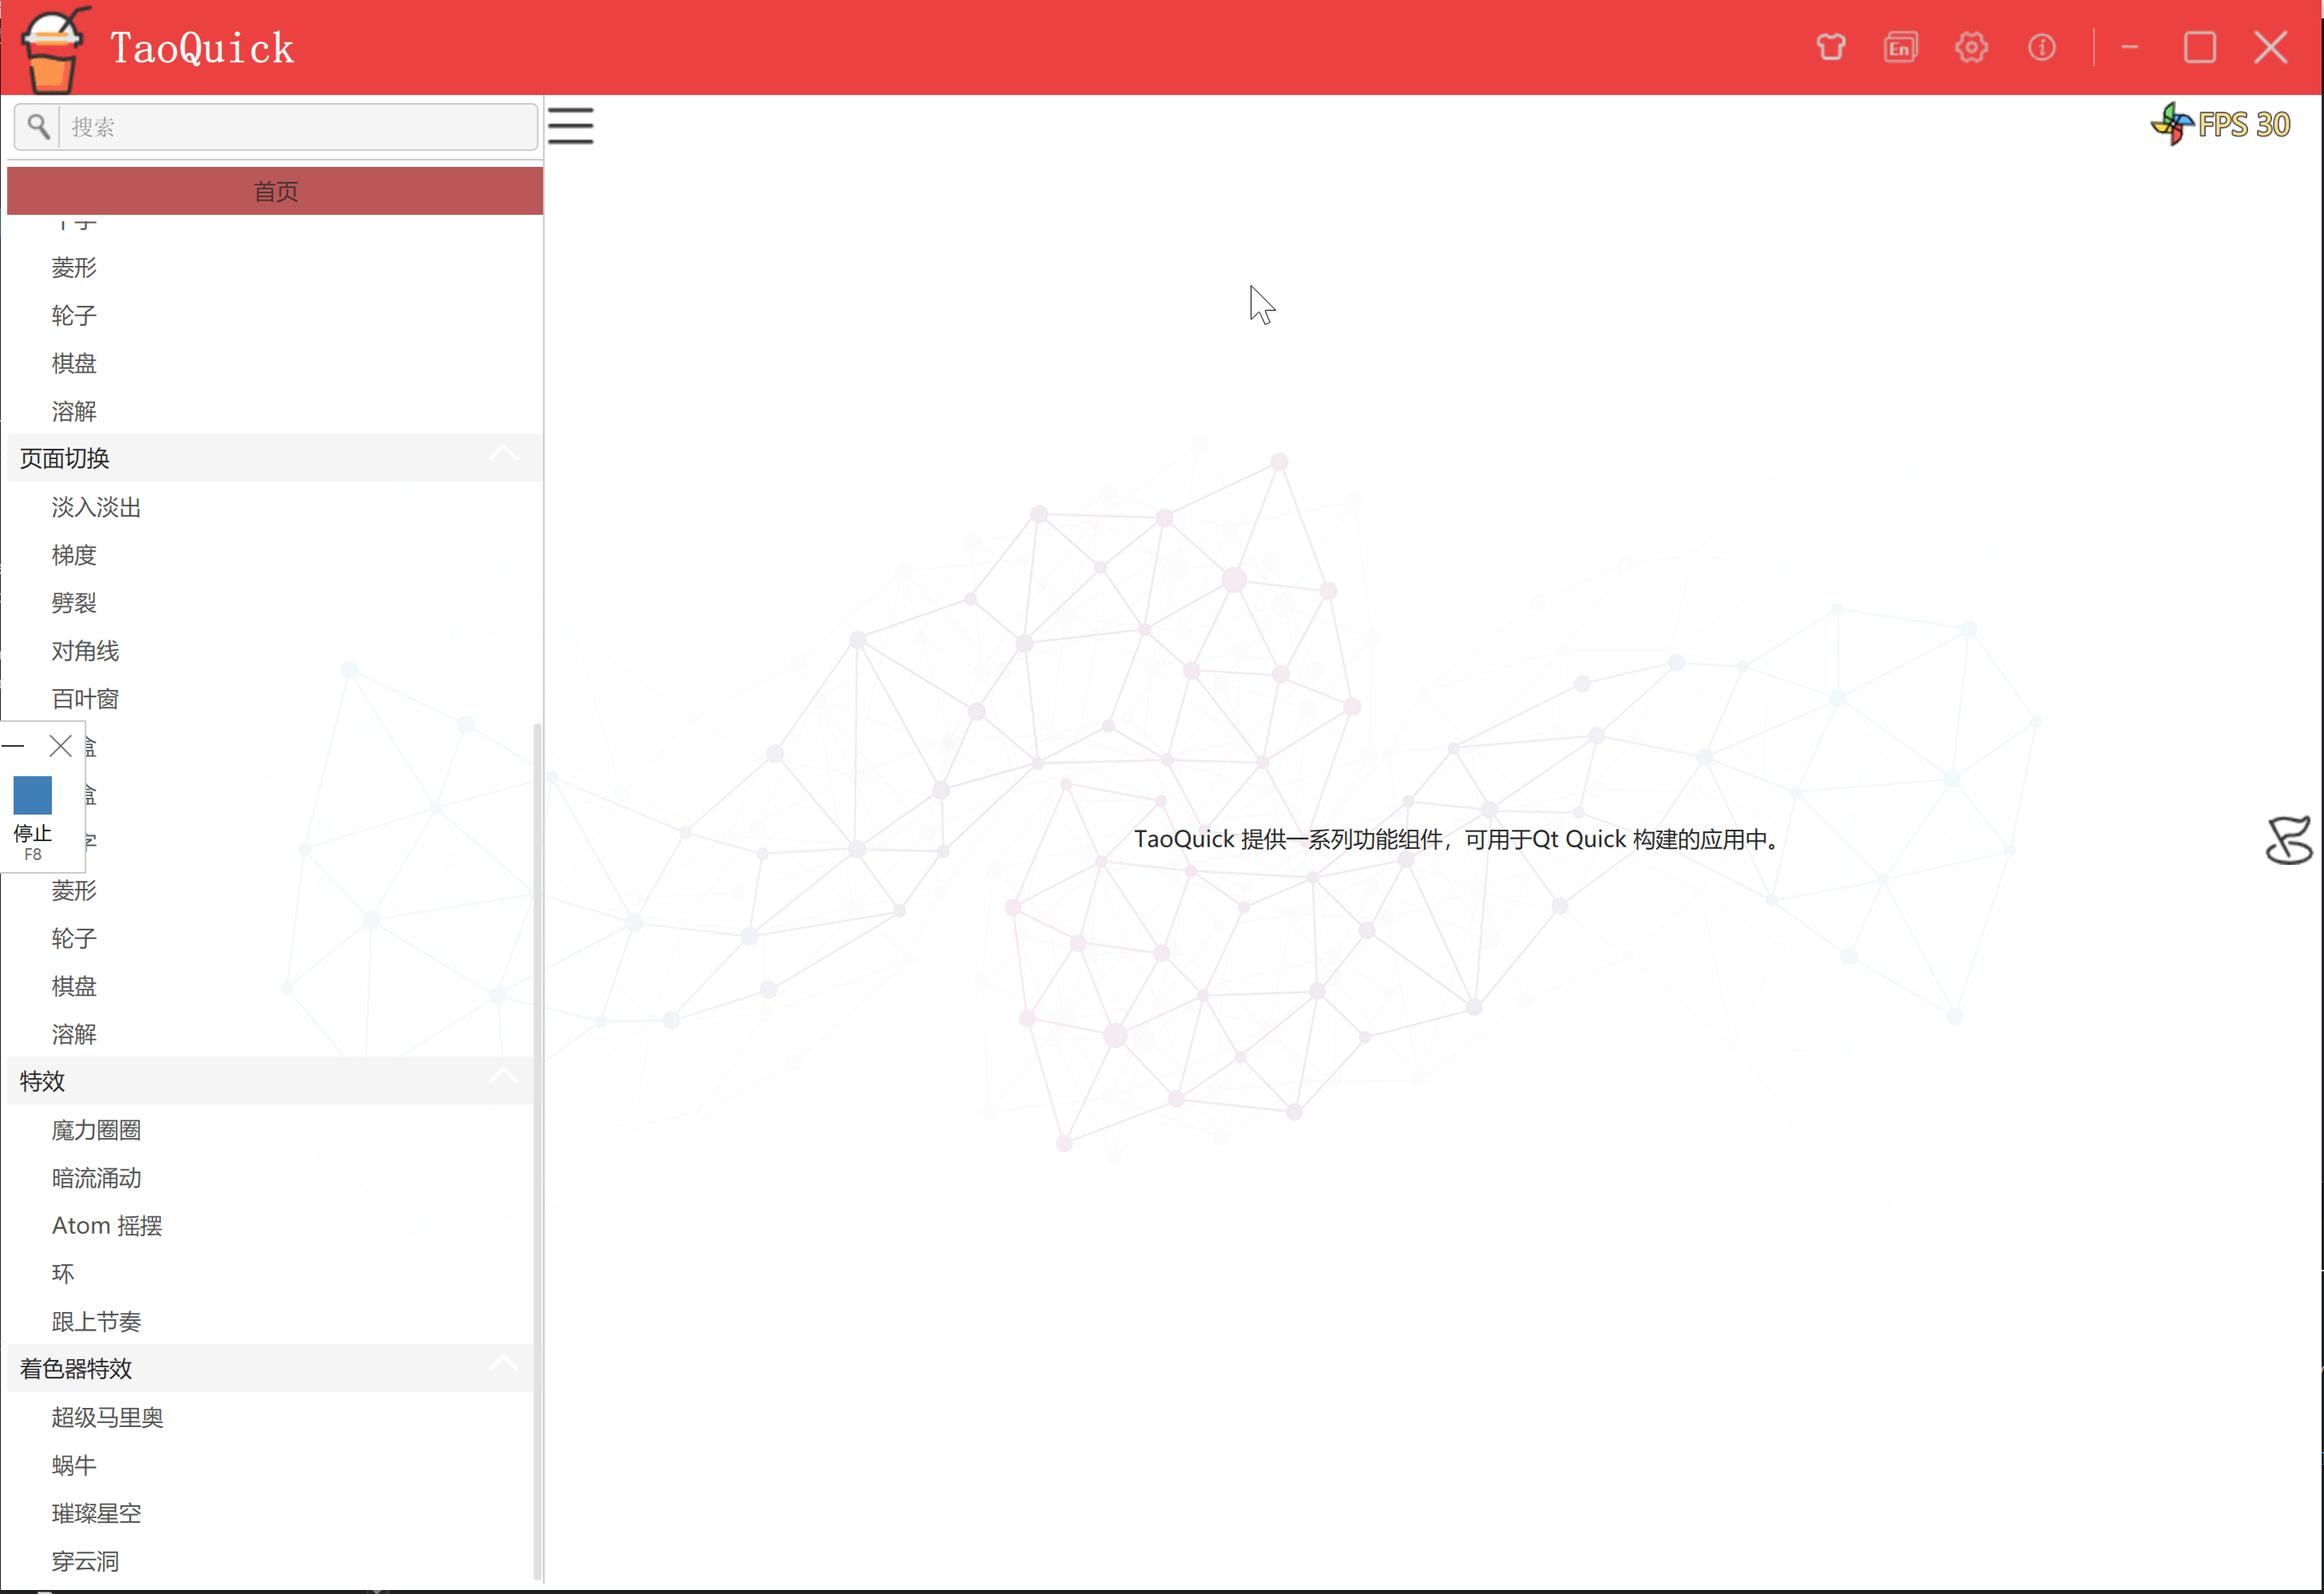 TaoQuick
En
搜索
FPS 30
首页
菱形
轮子
棋盘
溶解
页面切换
淡入淡出
梯度
劈裂
对角线
百叶窗
盒
盒
停止
F8
菱形
轮子
棋盘
溶解
特效
魔力圈圈
暗流涌动
Atom 摇摆
环
跟上节奏
着色器特效
超级马里奥
蜗牛
璀璨星空
穿云洞
TaoQuick 提供一系列功能组件，可用于Qt Quick 构建的应用中。